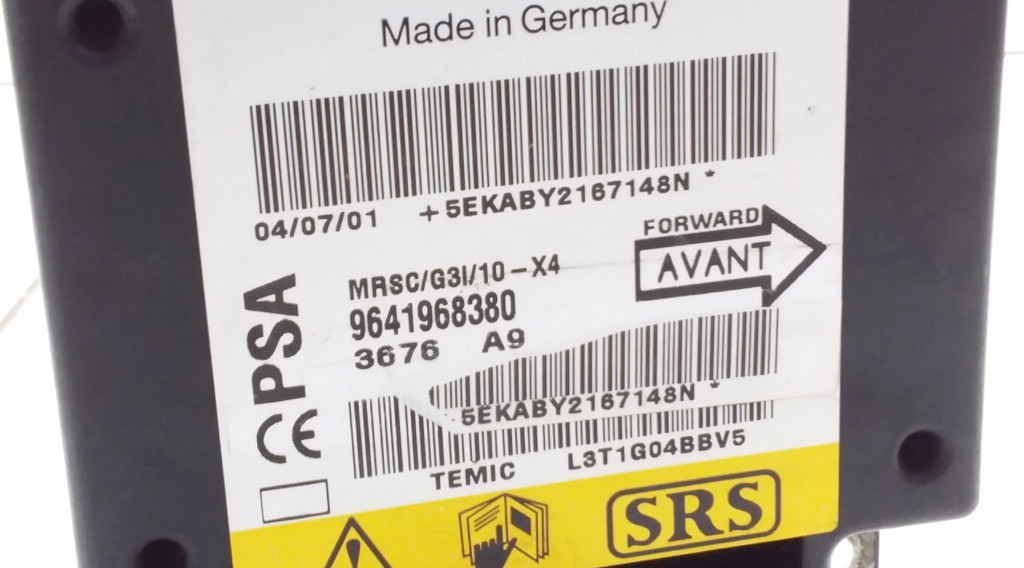 Made in Germany
04/07/01 +5EKABY2167148N *
FORWARD
AVANT
MRSC/G3I/10-X4
9641968380
3676 A9
PSA
CE
5EKABY2167148N *
TEMIC L3T1G04BBV5
SRS